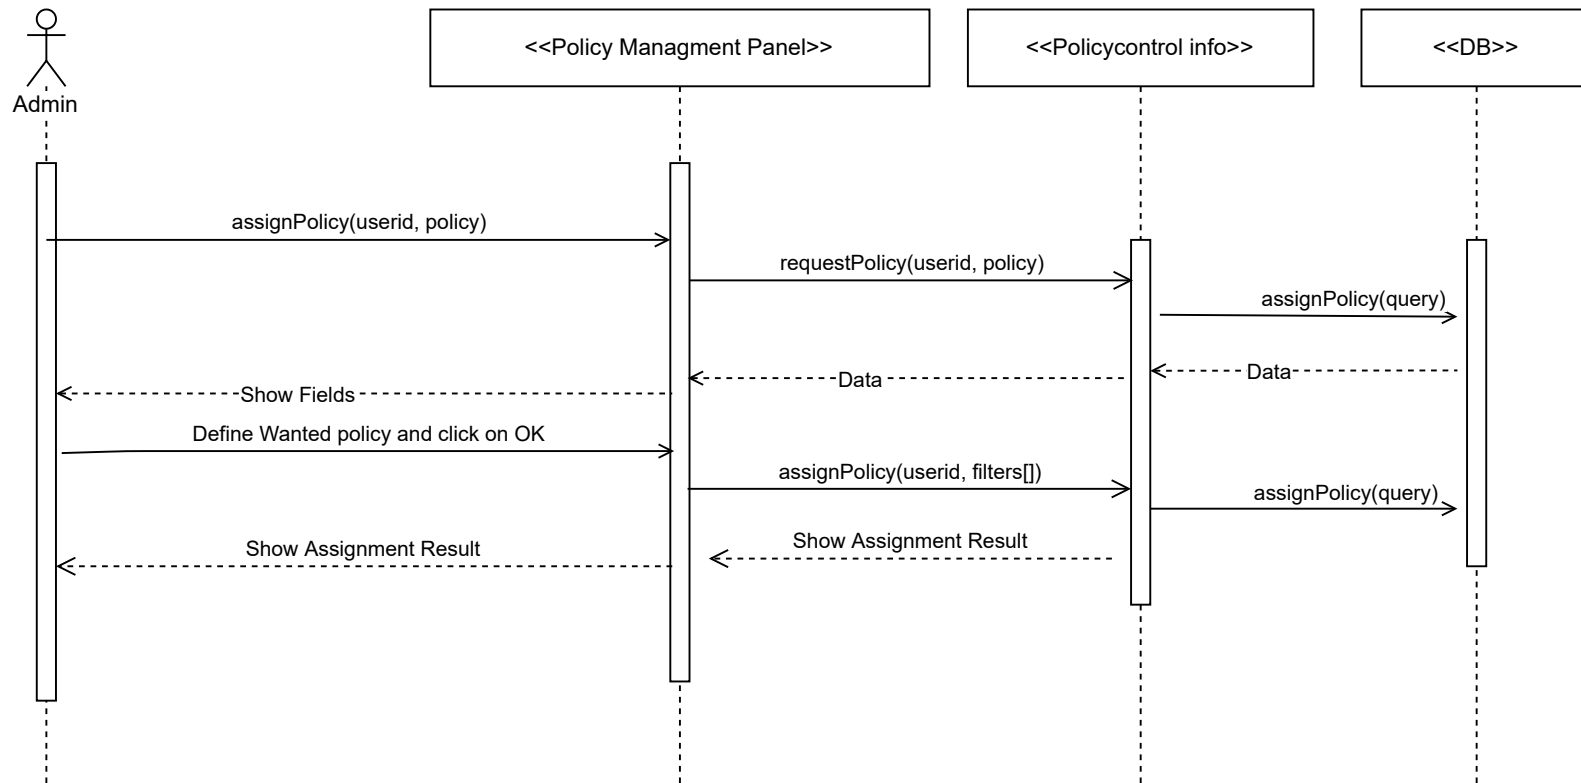 <<Policy Managment Panel>>
<<Policycontrol info>>
<<DB>>
Admin
assignPolicy(userid, policy)
requestPolicy(userid, policy)
assignPolicy(query)
Data
Data
Show Fields
Define Wanted policy and click on OK
assignPolicy(userid, filters[])
assignPolicy(query)
Show Assignment Result
Show Assignment Result